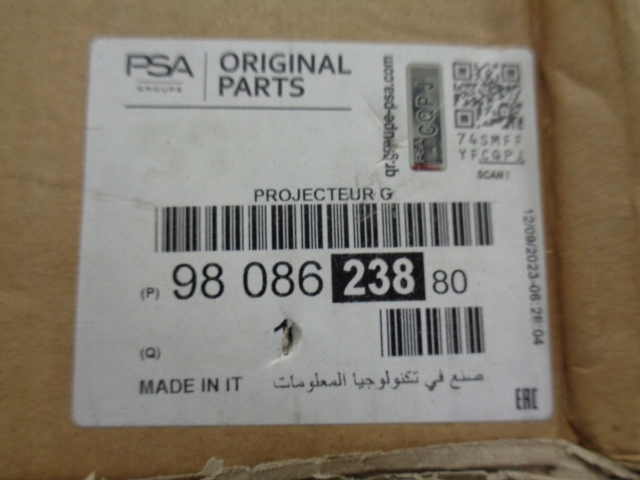 PSA
GROUPE
ORIGINAL
PARTS
qr.groupe-psa.com
CQPJ
74SMFF
YFCQPJ
SCAN !
PROJECTEUR G
(P) 98 086 238 80
12/09/2023-06:26:04
(Q) 1
MADE IN IT صنع في تكنولوجيا المعلومات
EAC